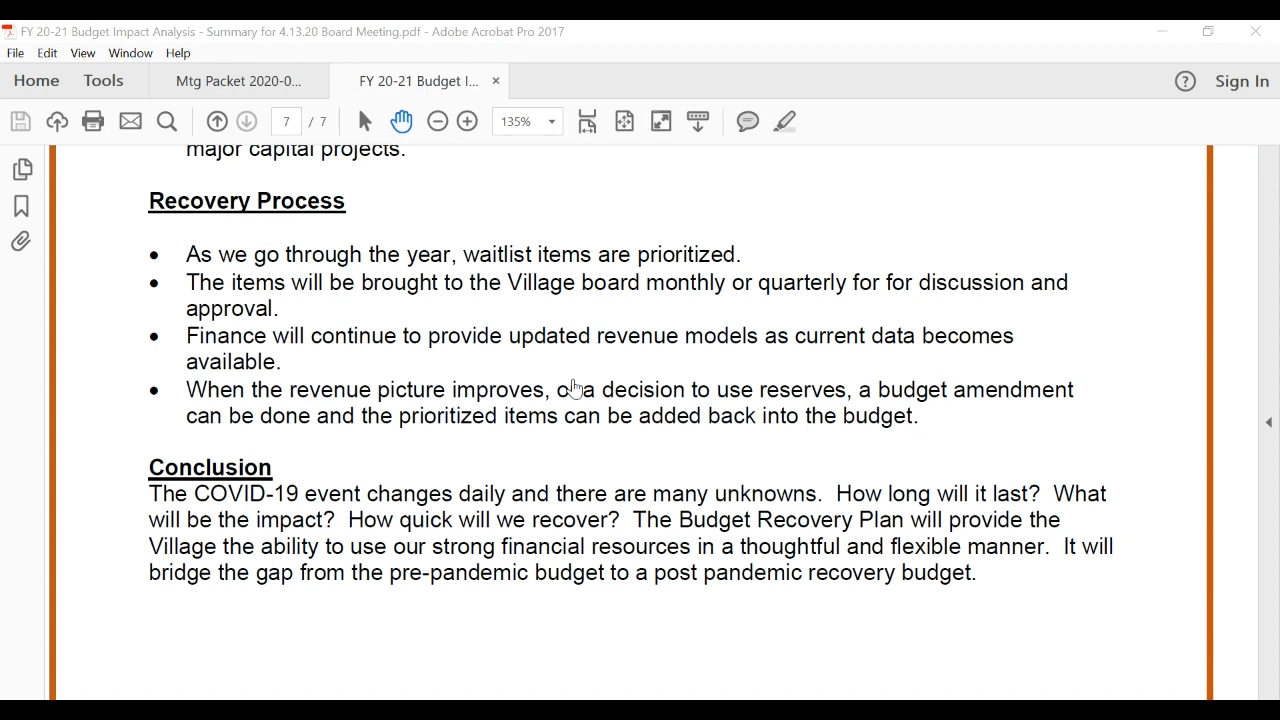 FY 20-21 Budget Impact Analysis - Summary for 4.13.20 Board Meeting.pdf - Adobe Acrobat Pro 2017
File Edit View Window Help
Home Tools Mtg Packet 2020-0... FY 20-21 Budget I... × Sign In
7 / 7 135%
major capital projects.
Recovery Process
• As we go through the year, waitlist items are prioritized.
• The items will be brought to the Village board monthly or quarterly for for discussion and
approval.
• Finance will continue to provide updated revenue models as current data becomes
available.
• When the revenue picture improves, a decision to use reserves, a budget amendment
can be done and the prioritized items can be added back into the budget.
Conclusion
The COVID-19 event changes daily and there are many unknowns. How long will it last? What
will be the impact? How quick will we recover? The Budget Recovery Plan will provide the
Village the ability to use our strong financial resources in a thoughtful and flexible manner. It will
bridge the gap from the pre-pandemic budget to a post pandemic recovery budget.